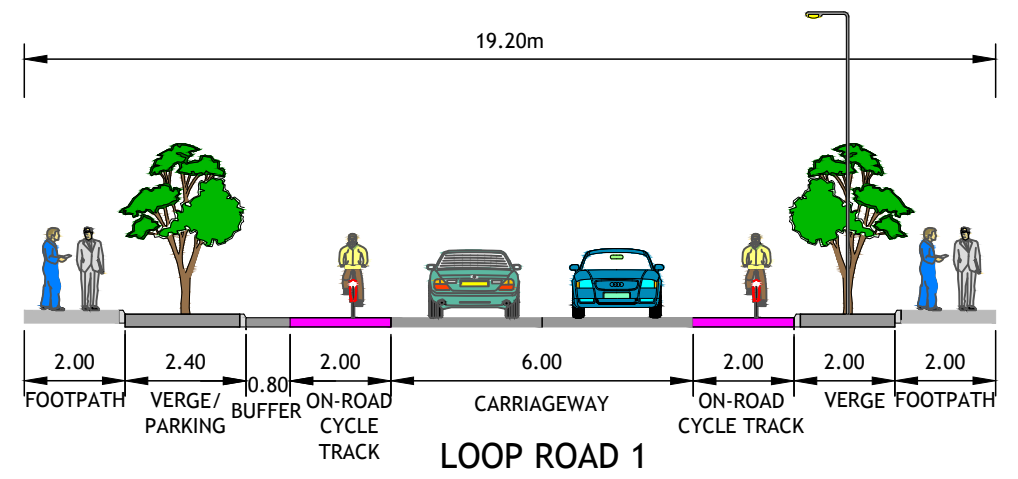 19.20m
2.00
2.40
0.80
2.00
6.00
2.00
2.00
2.00
FOOTPATH
VERGE/
PARKING
BUFFER
ON-ROAD
CYCLE
TRACK
CARRIAGEWAY
ON-ROAD
CYCLE TRACK
VERGE
FOOTPATH
LOOP ROAD 1